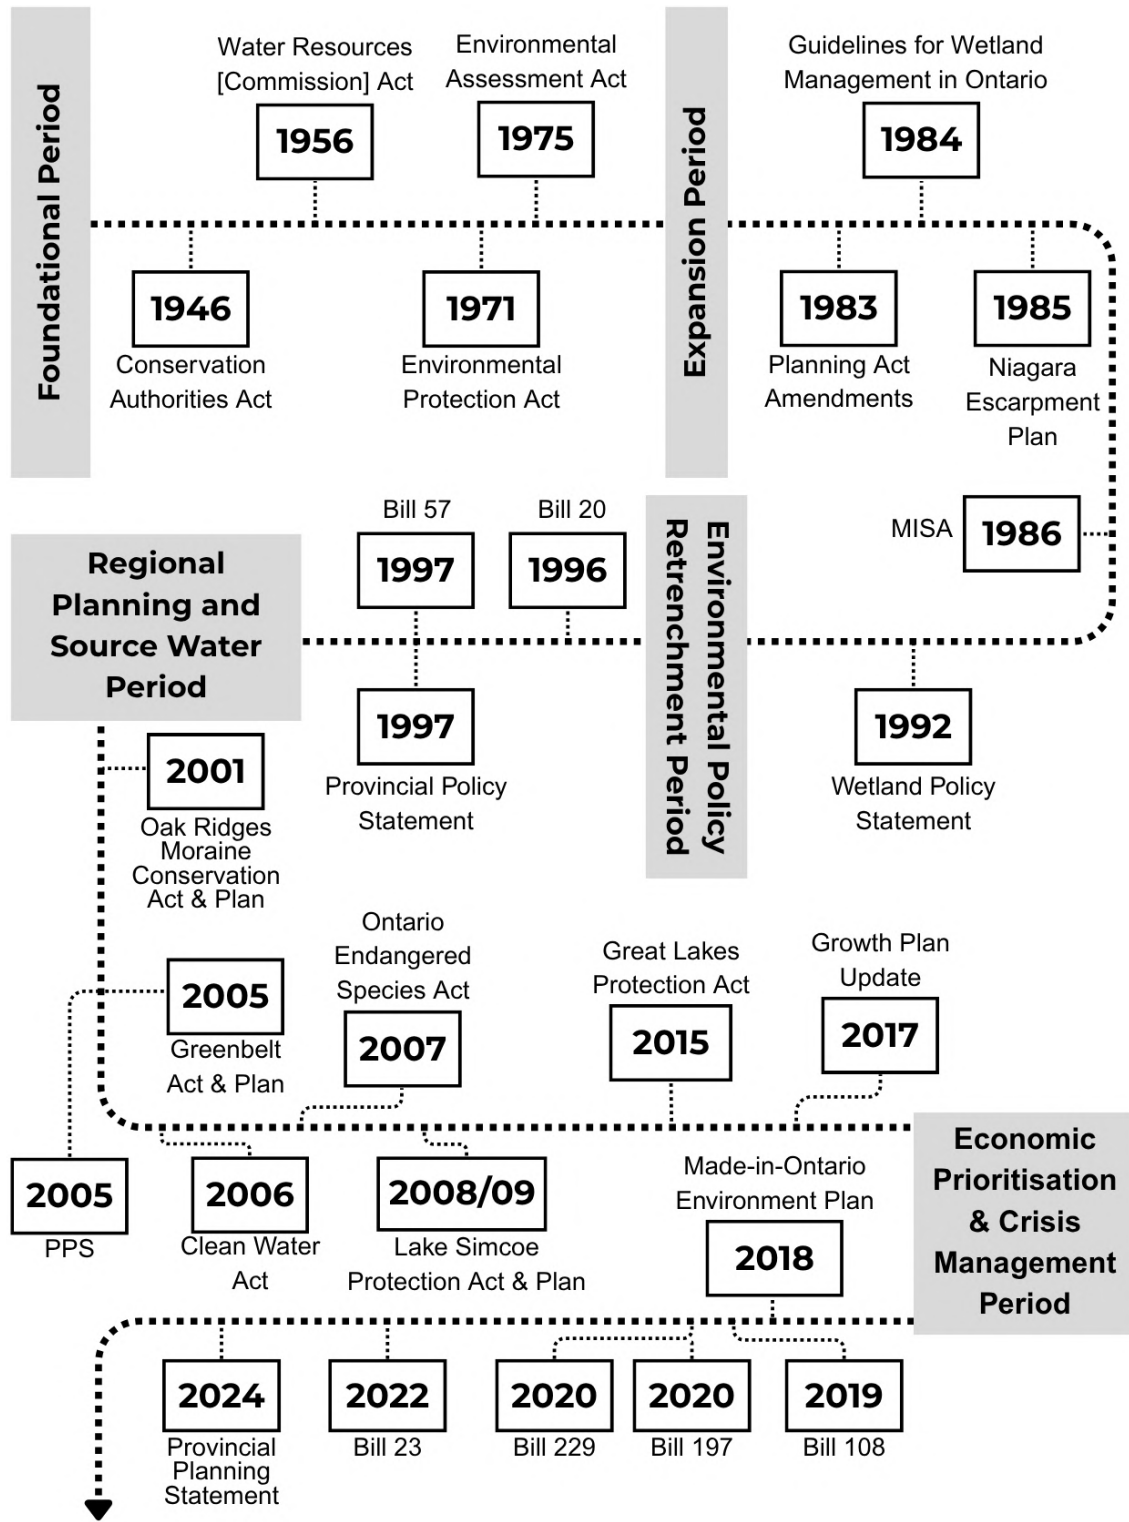 Foundational Period
Water Resources
[Commission] Act
1956
Environmental
Assessment Act
1975
1946
Conservation
Authorities Act
1971
Environmental
Protection Act
Expansion Period
Guidelines for Wetland
Management in Ontario
1984
1983
Planning Act
Amendments
1985
Niagara
Escarpment
Plan
MISA
1986
1992
Wetland Policy
Statement
Environmental Policy
Retrenchment Period
Bill 20
1996
Bill 57
1997
1997
Provincial Policy
Statement
Regional
Planning and
Source Water
Period
2001
Oak Ridges
Moraine
Conservation
Act & Plan
2005
Greenbelt
Act & Plan
2005
PPS
2006
Clean Water
Act
Ontario
Endangered
Species Act
2007
2008/09
Lake Simcoe
Protection Act & Plan
Great Lakes
Protection Act
2015
Growth Plan
Update
2017
Economic
Prioritisation
& Crisis
Management
Period
Made-in-Ontario
Environment Plan
2018
2019
Bill 108
2020
Bill 197
2020
Bill 229
2022
Bill 23
2024
Provincial
Planning
Statement